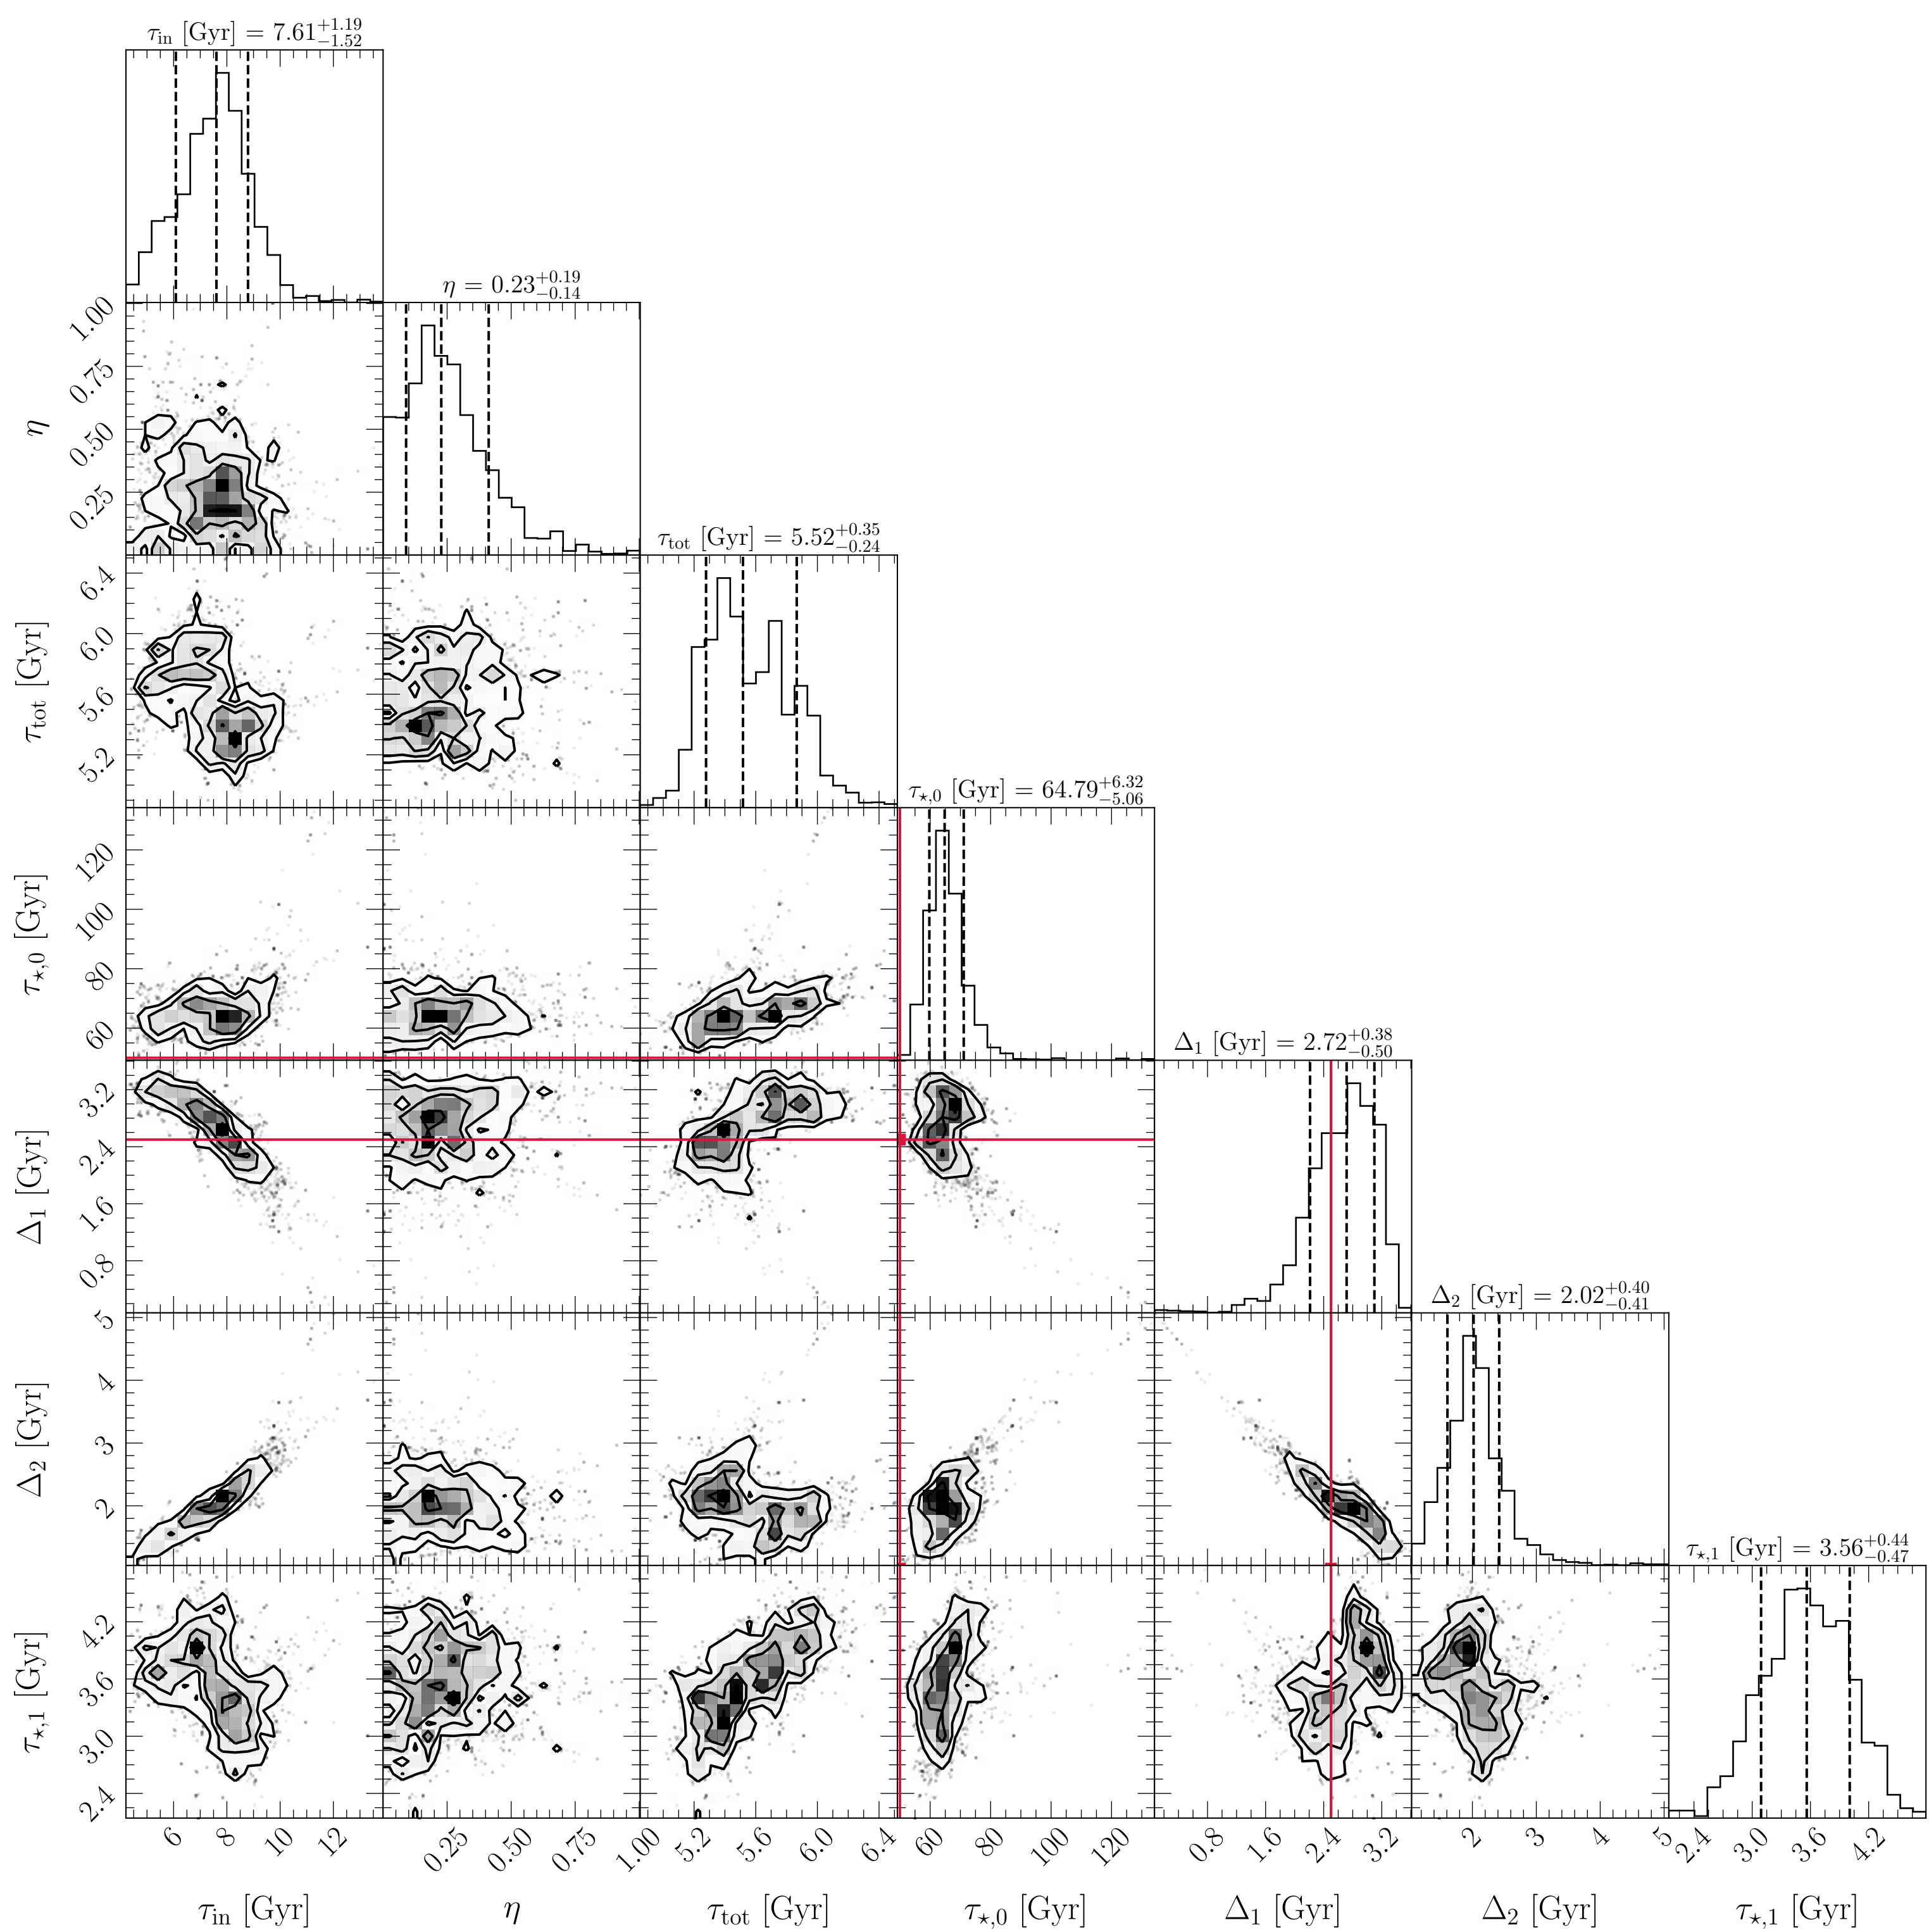 τ_in [Gyr] = 7.61^{+1.19}_{−1.52}
1.00
0.75
0.50
0.25
η
η = 0.23^{+0.19}_{−0.14}
6.4
6.0
5.6
5.2
τ_tot [Gyr]
τ_tot [Gyr] = 5.52^{+0.35}_{−0.24}
120
100
80
60
τ_{⋆,0} [Gyr]
τ_{⋆,0} [Gyr] = 64.79^{+6.32}_{−5.06}
3.2
2.4
1.6
0.8
Δ_1 [Gyr]
Δ_1 [Gyr] = 2.72^{+0.38}_{−0.50}
5
4
3
2
Δ_2 [Gyr]
Δ_2 [Gyr] = 2.02^{+0.40}_{−0.41}
4.2
3.6
3.0
2.4
τ_{⋆,1} [Gyr]
τ_{⋆,1} [Gyr] = 3.56^{+0.44}_{−0.47}
6 8 10 12 0.25 0.50 0.75 1.00 5.2 5.6 6.0 6.4 60 80 100 120 0.8 1.6 2.4 3.2 2 3 4 5 2.4 3.0 3.6 4.2
τ_in [Gyr] η τ_tot [Gyr] τ_{⋆,0} [Gyr] Δ_1 [Gyr] Δ_2 [Gyr] τ_{⋆,1} [Gyr]